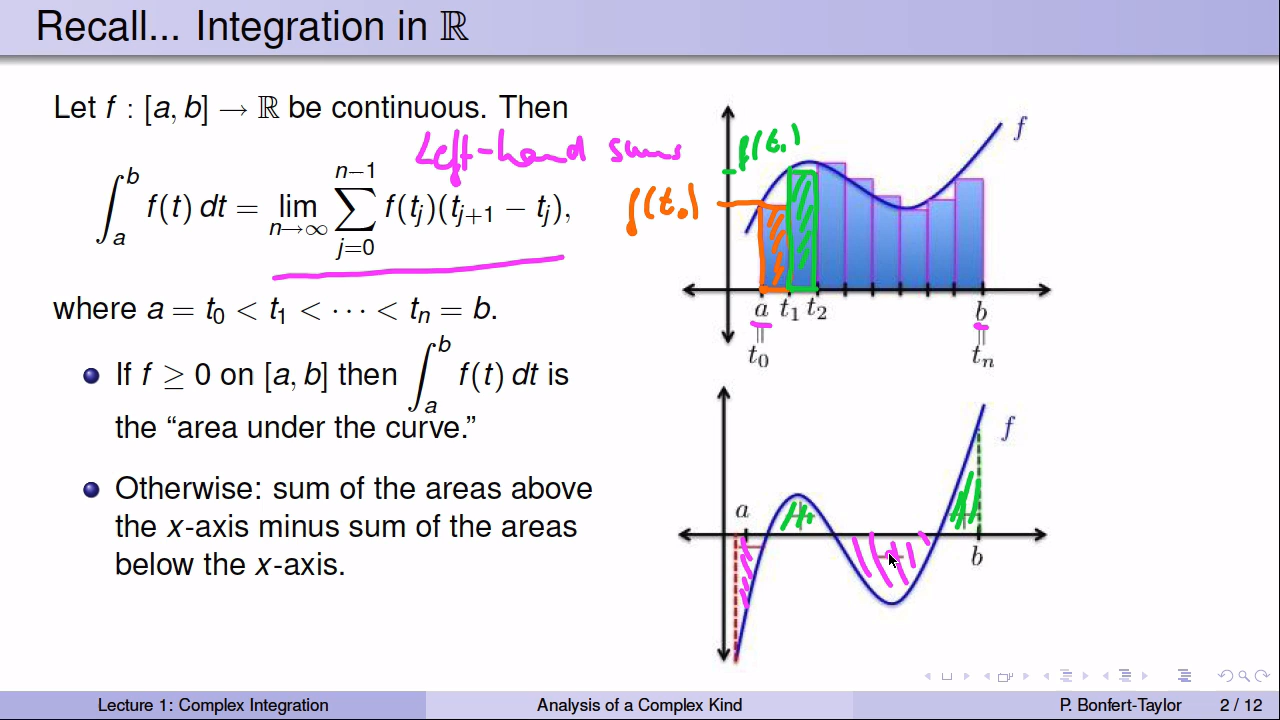 Recall... Integration in ℝ
Let f : [a, b] → ℝ be continuous. Then
Left-hand sums
∫_a^b f(t) dt = lim_{n→∞} ∑_{j=0}^{n−1} f(t_j)(t_{j+1} − t_j),
where a = t_0 < t_1 < ⋯ < t_n = b.
If f ≥ 0 on [a, b] then ∫_a^b f(t) dt is
the “area under the curve.”
Otherwise: sum of the areas above
the x-axis minus sum of the areas
below the x-axis.
f(t_1)
f
f(t_0)
a t_1 t_2 b
= =
t_0 t_n
f
a
+ +
− −
b
Lecture 1: Complex Integration
Analysis of a Complex Kind
P. Bonfert-Taylor
2 / 12